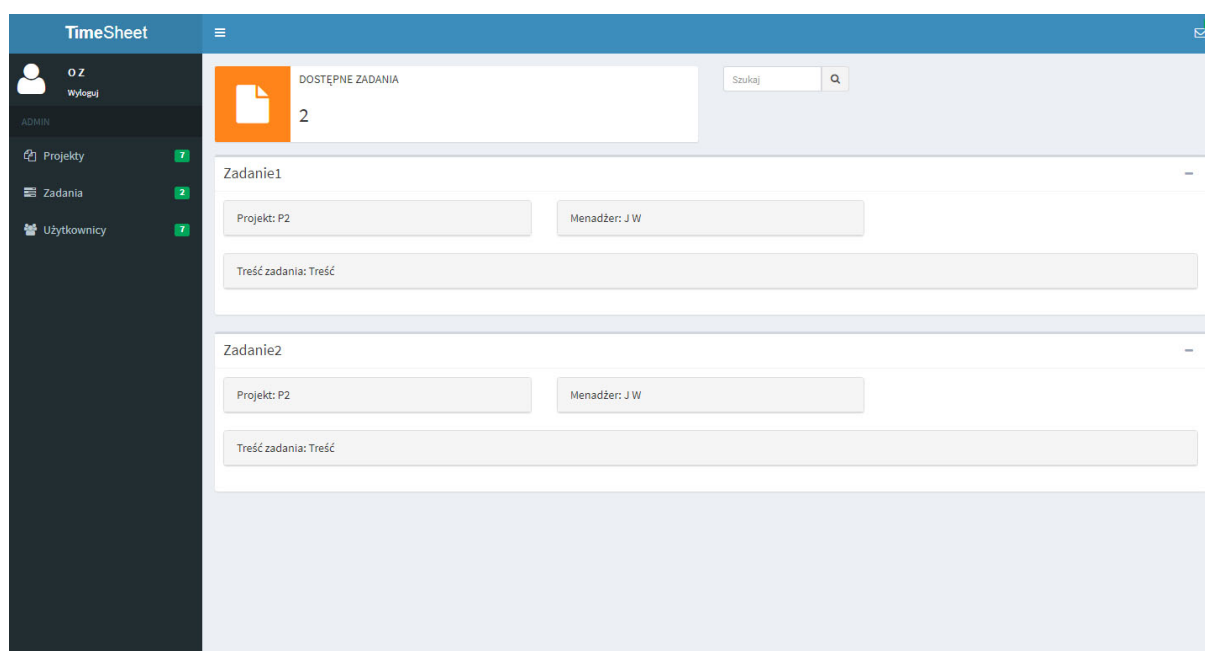 TimeSheet
O Z
Wyloguj
ADMIN
Projekty 7
Zadania 2
Użytkownicy 7
DOSTĘPNE ZADANIA
2
Szukaj
Zadanie1
Projekt: P2 Menadżer: J W
Treść zadania: Treść
Zadanie2
Projekt: P2 Menadżer: J W
Treść zadania: Treść